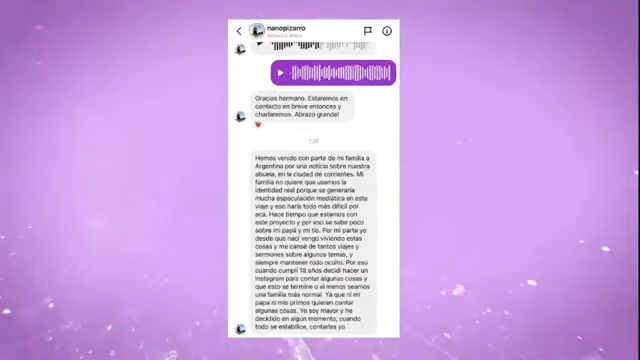 nanopizarro
Gracias hermano. Estaremos en
contacto en breve entonces y
charlaremos. Abrazo grande!
Hemos venido con parte de mi familia a
Argentina por una noticia sobre nuestra
abuela, en la ciudad de corrientes. Mi
familia no quiere que usemos la
identidad real porque se generaría
mucha especulación mediática en este
viaje y eso haría todo más difícil por
acá. Hace tiempo que estamos con
este proyecto y por eso se sabe poco
sobre mi papá y mi tío. Por mi parte yo
desde que nací vengo viviendo estas
cosas y me cansé de tantos viajes y
sermones sobre algunos temas, y
siempre mantener todo oculto. Por eso
cuando cumplí 18 años decidí hacer un
Instagram para contar algunas cosas y
que esto se termine o al menos seamos
una familia más normal. Ya que ni mi
papa ni mis primos quieren contar
algunas cosas. Yo soy mayor y he
decidido en algún momento, cuando
todo se estabilice, contarlas yo